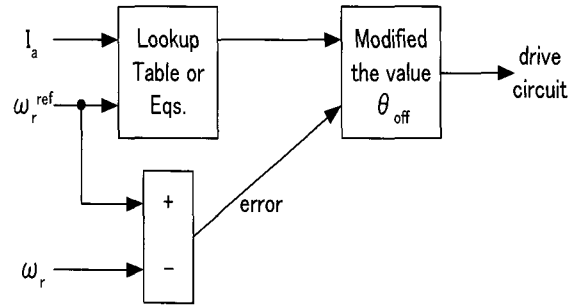 I_a
ω_r^ref
Lookup
Table or
Eqs.
Modified
the value
θ_off
drive
circuit
+
−
error
ω_r